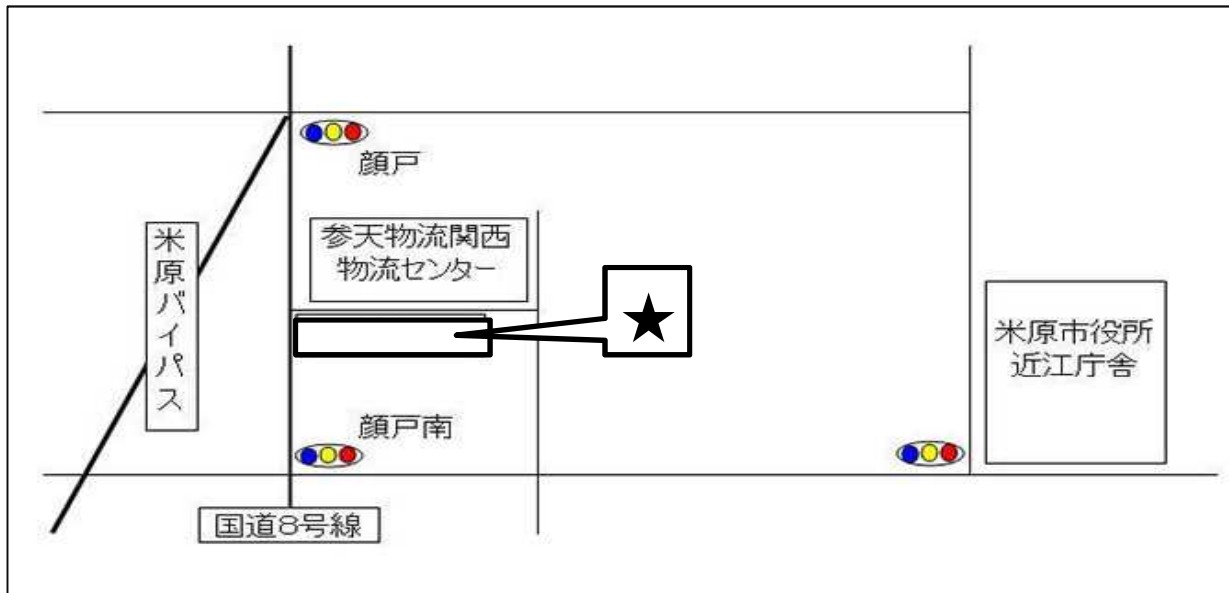 顔戸
参天物流関西
物流センター
米原バイパス
★
米原市役所
近江庁舎
顔戸南
国道8号線